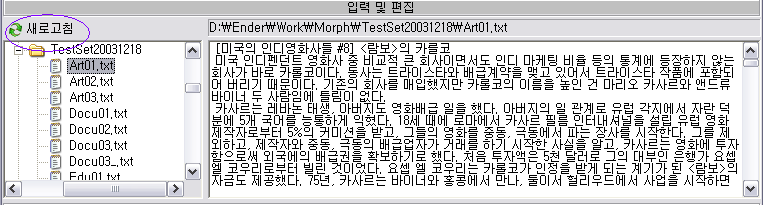 입력 및 편집
새로고침
D:₩Ender₩Work₩Morph₩TestSet20031218₩Art01,txt
TestSet20031218
Art01,txt
Art02,txt
Art03,txt
Docu01,txt
Docu02,txt
Docu03,txt
Docu03_,txt
Edu01,txt
[미국의 인디영화사들 #8] <람보>의 카롤코
미국 인디펜던트 영화사 중 비교적 큰 회사이면서도 인디 마케팅 비율 등의 통계에 등장하지 않는
회사가 바로 카롤코이다. 동사는 트라이스타와 배급계약을 맺고 있어서 트라이스타 작품에 포함되
어 버리기 때문이다. 기존의 회사를 매입했지만 카롤코의 이름을 높인 건 마리오 카사르와 앤드류
바이너 두 사람임에 틀림이 없다.
카사르는 레바논 태생. 아버지도 영화배급 일을 했다. 아버지의 일 관계로 유럽 각지에서 자란 덕
분에 5개 국어를 능통하게 익혔다. 18세 때에 로마에서 카사르 필름 인터내셔널을 설립 유럽 영화
제작자로부터 5%의 커미션을 받고, 그들의 영화를 중동, 극동에서 파는 장사를 시작한다. 그를 제
외하고, 제작자와 중동, 극동의 배급업자가 거래를 하기 시작한 사실을 알고, 카사르는 영화에 투자
함으로써 외국에의 배급권을 확보하기로 했다. 처음 투자액은 5천 달러로 그의 대부인 은행가 요셉
엘 코우리로부터 빌린 것이었다. 요셉 엘 코우리는 카롤코가 인정을 받게 되는 계기가 된 <람보>의
자금도 제공했다. 75년, 카사르는 바이너와 홍콩에서 만나, 둘이서 헐리우드에서 사업을 시작하면